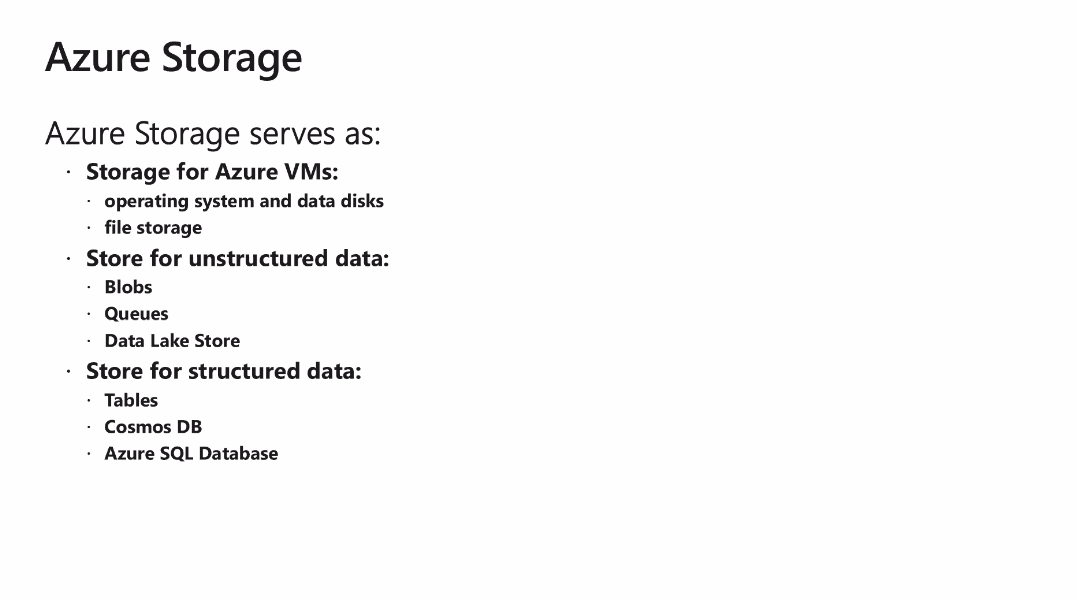 Azure Storage
Azure Storage serves as:
· Storage for Azure VMs:
· operating system and data disks
· file storage
· Store for unstructured data:
· Blobs
· Queues
· Data Lake Store
· Store for structured data:
· Tables
· Cosmos DB
· Azure SQL Database